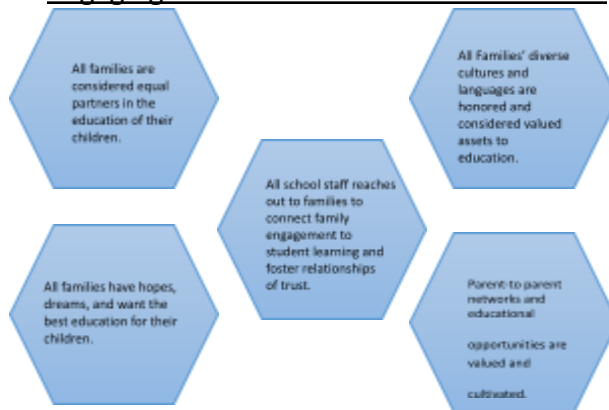 All families are
considered equal
partners in the
education of their
children.
All Families' diverse
cultures and
languages are
honored and
considered valued
assets to
education.
All school staff reaches
out to families to
connect family
engagement to
student learning and
foster relationships
of trust.
All families have hopes,
dreams, and want the
best education for their
children.
Parent-to parent
networks and
educational
opportunities are
valued and
cultivated.